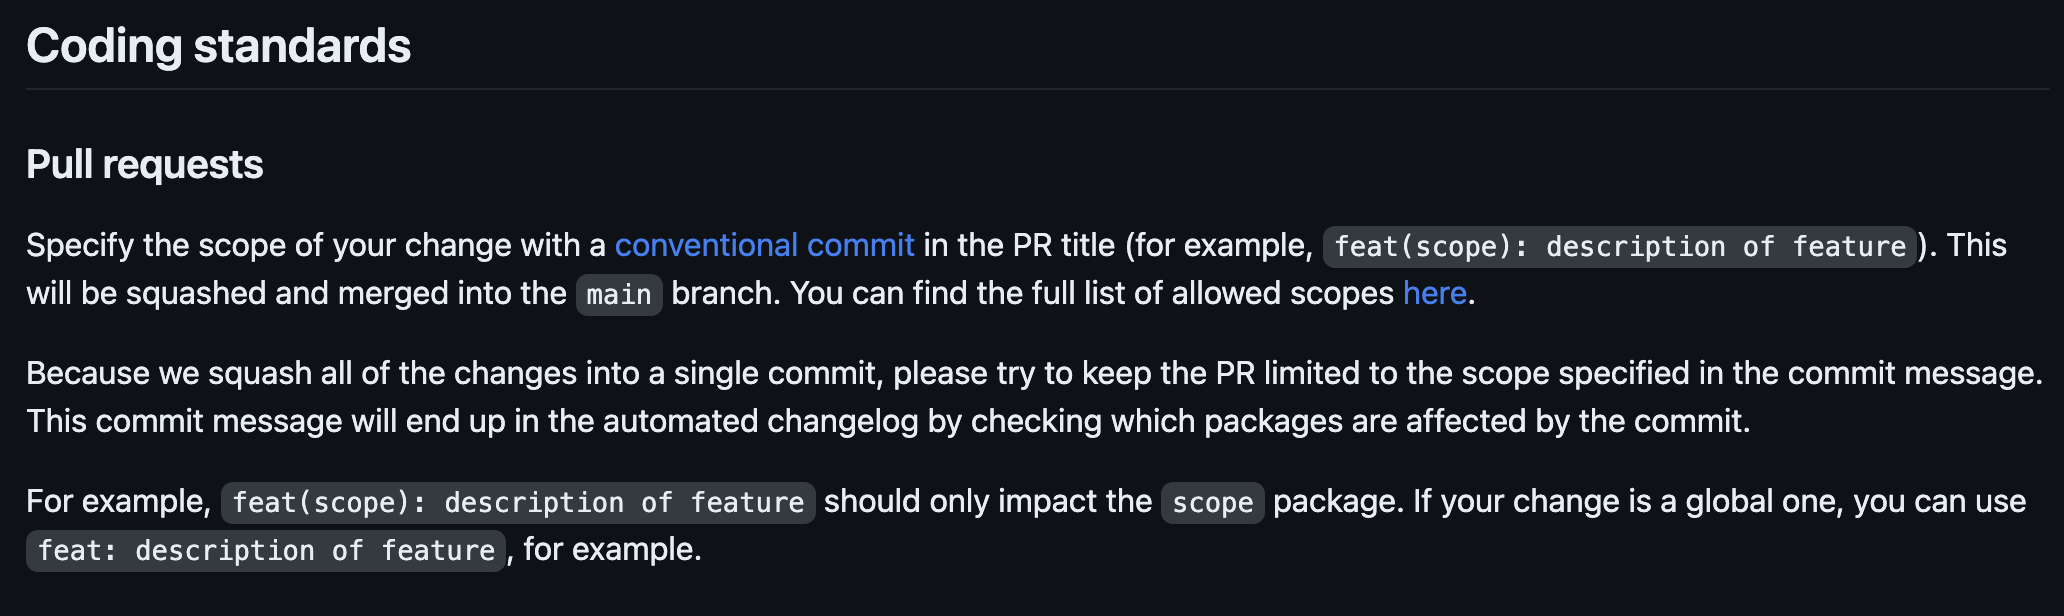 Coding standards
Pull requests
Specify the scope of your change with a conventional commit in the PR title (for example, feat(scope): description of feature). This
will be squashed and merged into the main branch. You can find the full list of allowed scopes here.
Because we squash all of the changes into a single commit, please try to keep the PR limited to the scope specified in the commit message.
This commit message will end up in the automated changelog by checking which packages are affected by the commit.
For example, feat(scope): description of feature should only impact the scope package. If your change is a global one, you can use
feat: description of feature, for example.